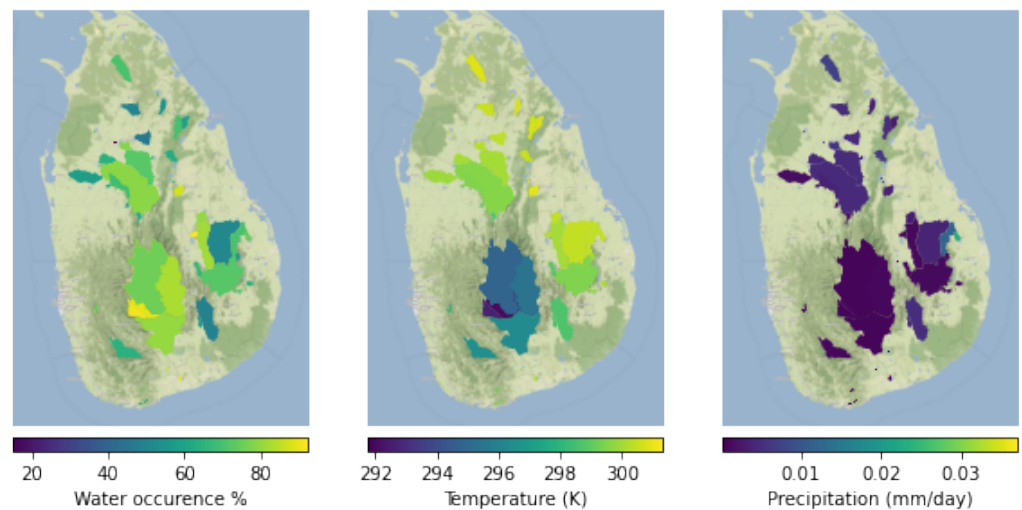 20 40 60 80
Water occurence %
292 294 296 298 300
Temperature (K)
0.01 0.02 0.03
Precipitation (mm/day)